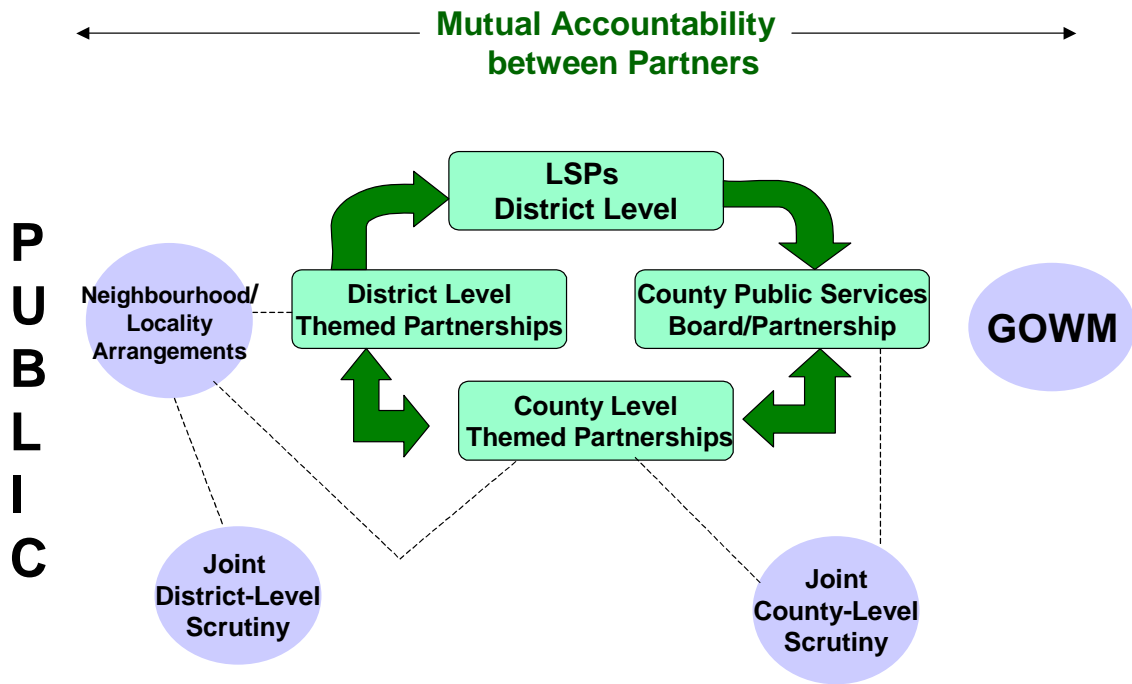 Mutual Accountability
between Partners
LSPs
District Level
PUBLIC
Neighbourhood/
Locality
Arrangements
District Level
Themed Partnerships
County Public Services
Board/Partnership
GOWM
County Level
Themed Partnerships
Joint
District-Level
Scrutiny
Joint
County-Level
Scrutiny